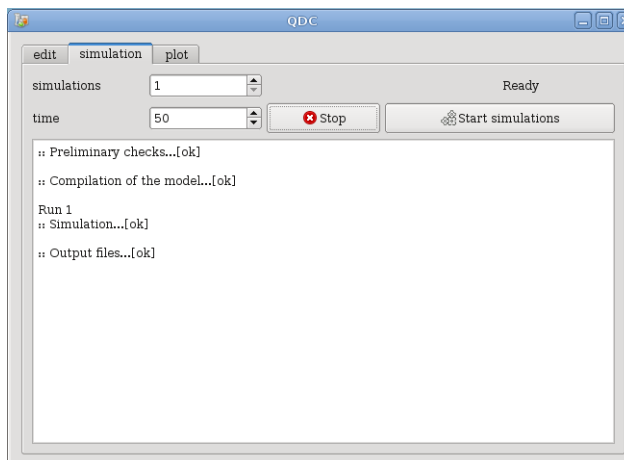 QDC
edit simulation plot
simulations 1 Ready
time 50 Stop Start simulations
:: Preliminary checks...[ok]
:: Compilation of the model...[ok]
Run 1
:: Simulation...[ok]
:: Output files...[ok]